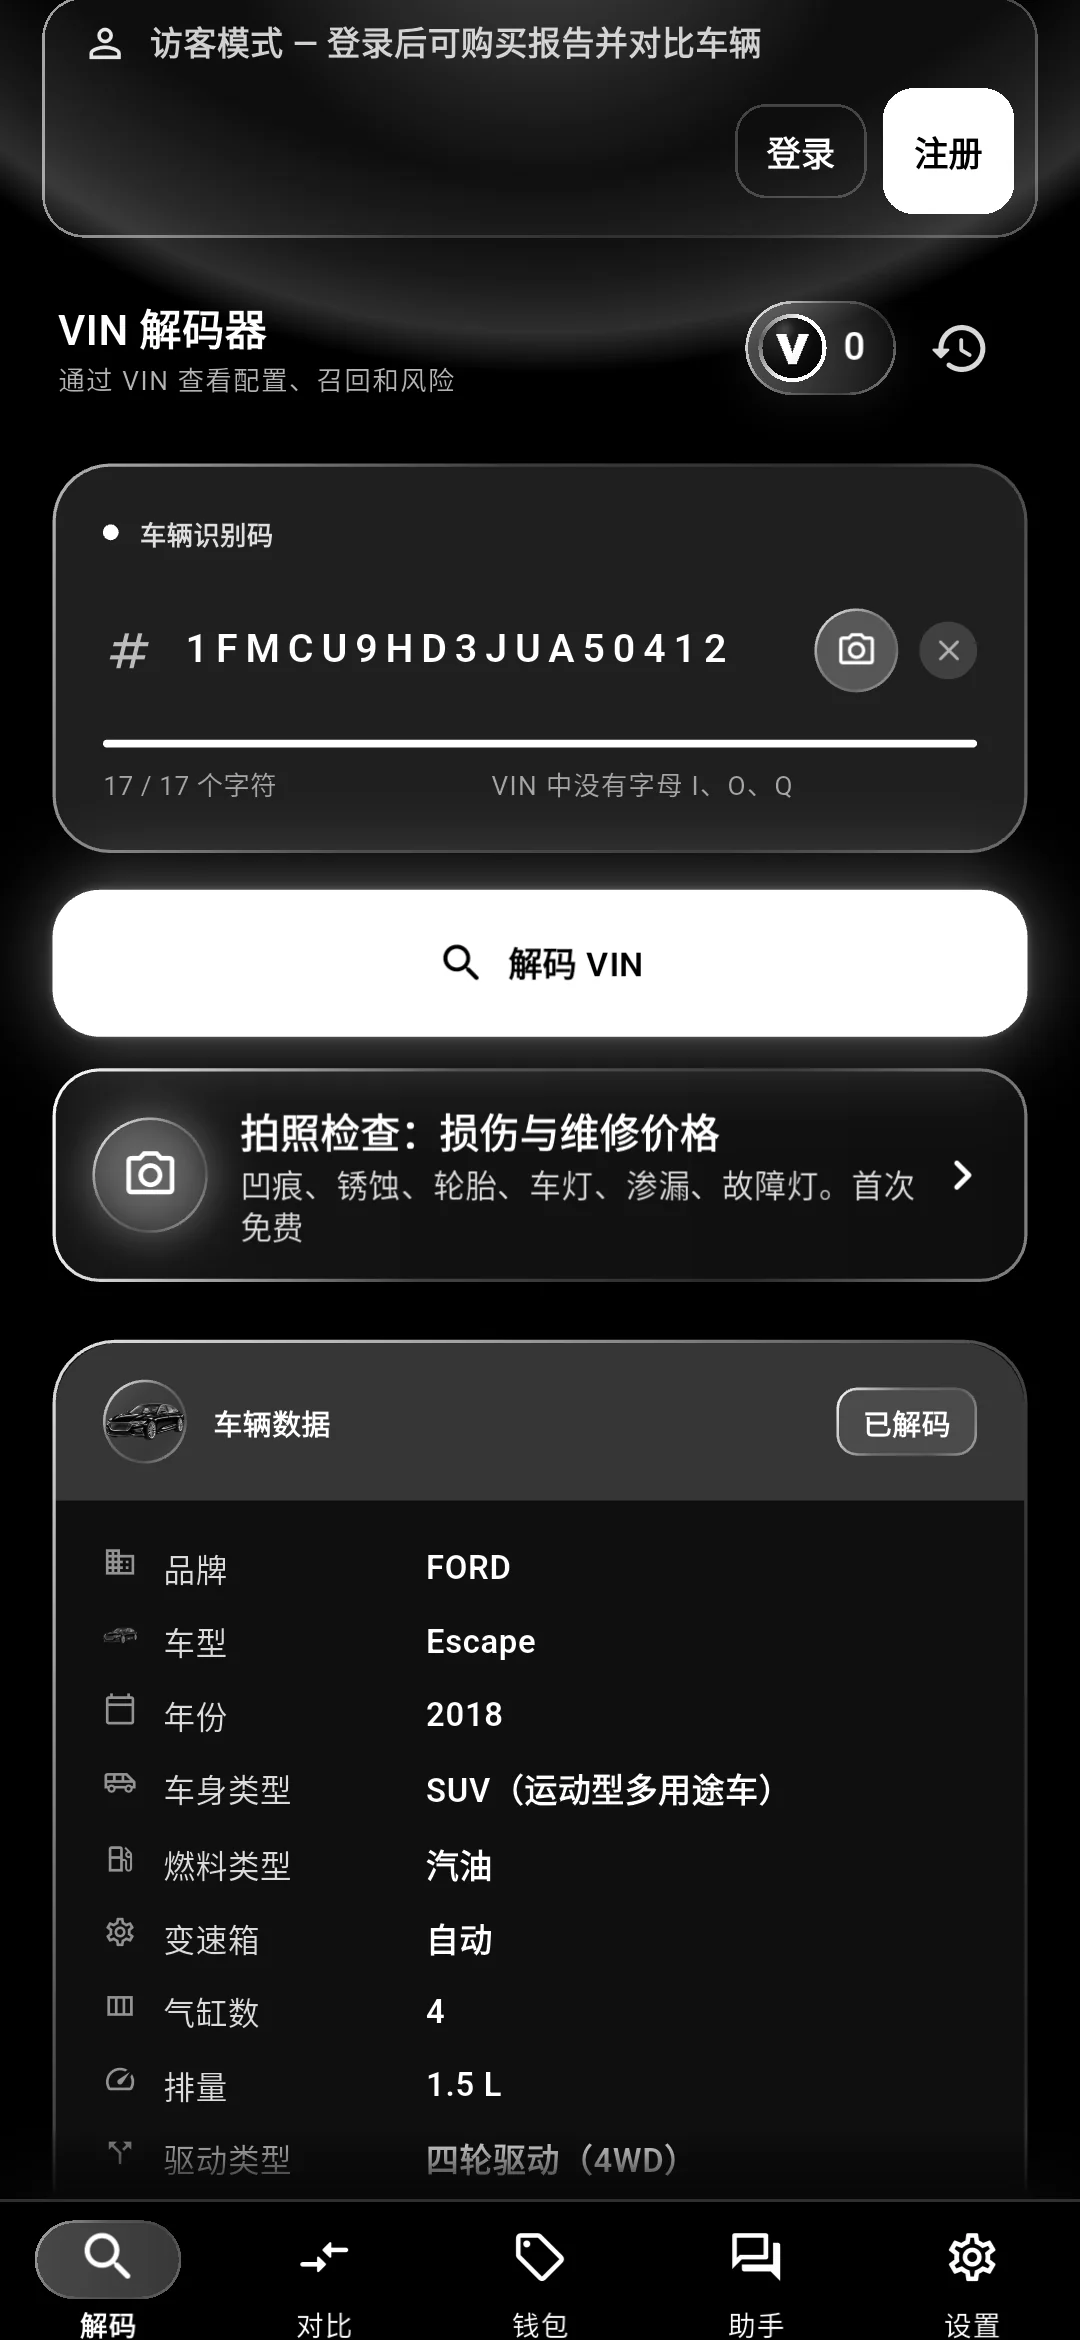 访客模式 – 登录后可购买报告并对比车辆
登录
注册
VIN 解码器
通过 VIN 查看配置、召回和风险
V 0
车辆识别码
# 1FMCU9HD3JUA50412
17 / 17 个字符
VIN 中没有字母 I、O、Q
解码 VIN
拍照检查：损伤与维修价格
凹痕、锈蚀、轮胎、车灯、渗漏、故障灯。首次
免费
车辆数据
已解码
品牌 FORD
车型 Escape
年份 2018
车身类型 SUV（运动型多用途车）
燃料类型 汽油
变速箱 自动
气缸数 4
排量 1.5 L
驱动类型 四轮驱动（4WD）
解码
对比
钱包
助手
设置